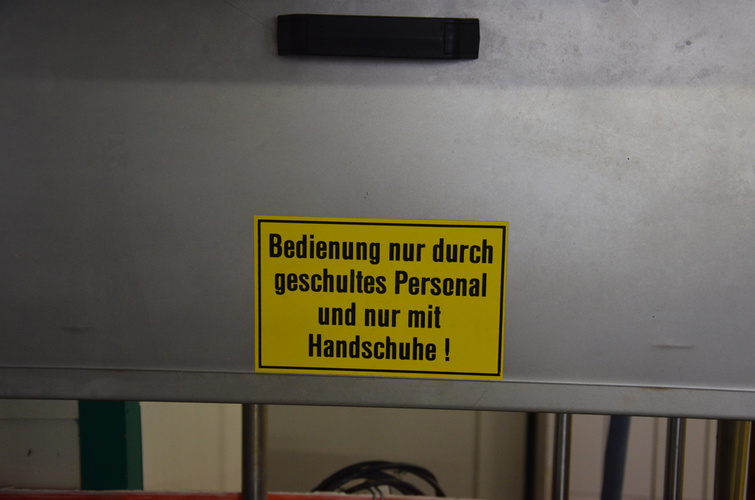 Bedienung nur durch
geschultes Personal
und nur mit
Handschuhe !